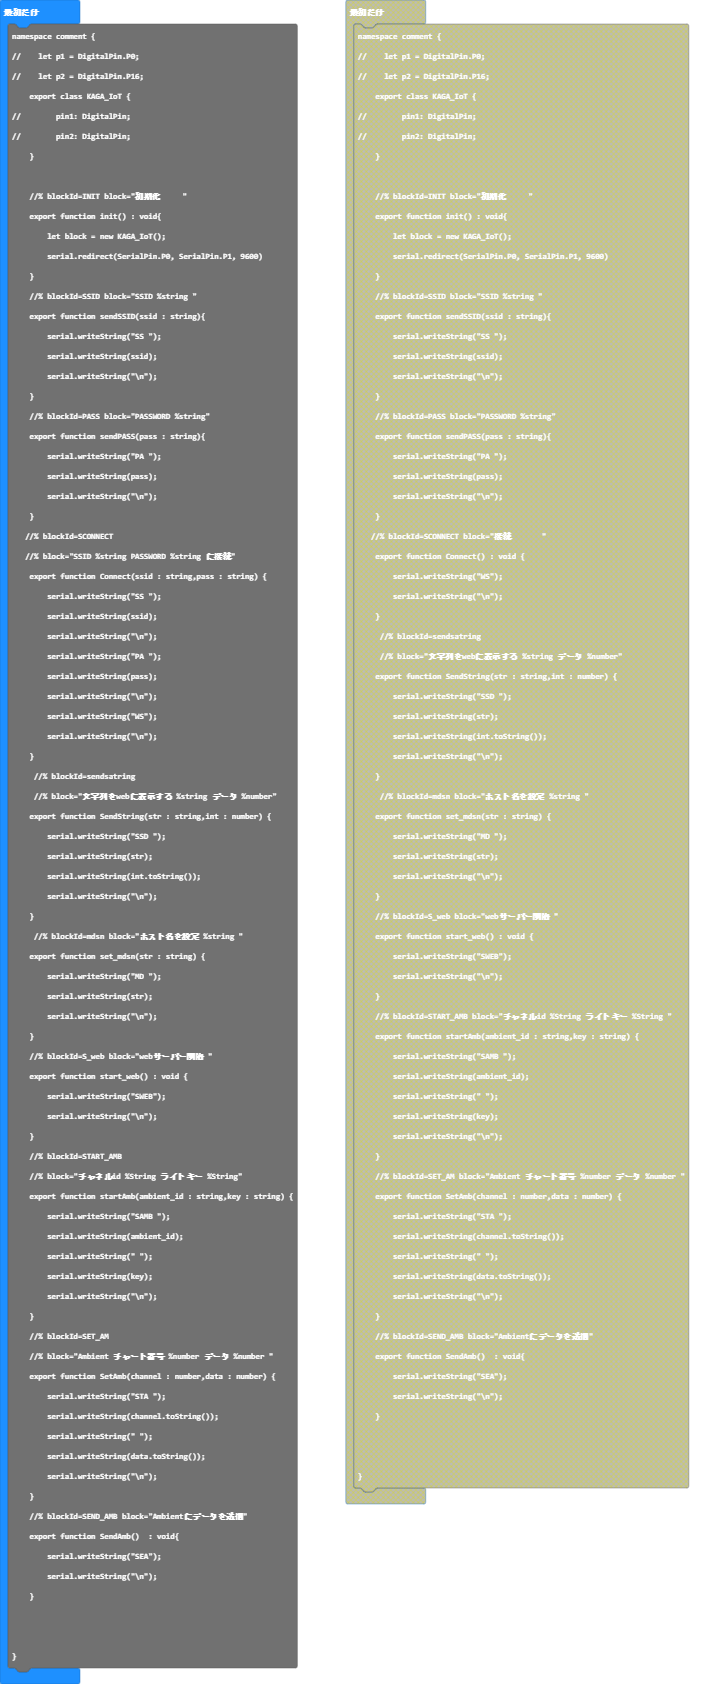 最初だけ
namespace comment {
//    let p1 = DigitalPin.P0;
//    let p2 = DigitalPin.P16;
    export class KAGA_IoT {
//        pin1: DigitalPin;
//        pin2: DigitalPin;
    }
    //% blockId=INIT block="初期化     "
    export function init() : void{
        let block = new KAGA_IoT();
        serial.redirect(SerialPin.P0, SerialPin.P1, 9600)
    }
    //% blockId=SSID block="SSID %string "
    export function sendSSID(ssid : string){
        serial.writeString("SS ");
        serial.writeString(ssid);
        serial.writeString("\n");
    }
    //% blockId=PASS block="PASSWORD %string"
    export function sendPASS(pass : string){
        serial.writeString("PA ");
        serial.writeString(pass);
        serial.writeString("\n");
    }
   //% blockId=SCONNECT
   //% block="SSID %string PASSWORD %string に接続"
    export function Connect(ssid : string,pass : string) {
        serial.writeString("SS ");
        serial.writeString(ssid);
        serial.writeString("\n");
        serial.writeString("PA ");
        serial.writeString(pass);
        serial.writeString("\n");
        serial.writeString("WS");
        serial.writeString("\n");
    }
     //% blockId=sendsatring
     //% block="文字列をwebに表示する %string データ %number"
    export function SendString(str : string,int : number) {
        serial.writeString("SSD ");
        serial.writeString(str);
        serial.writeString(int.toString());
        serial.writeString("\n");
    }
     //% blockId=mdsn block="ホスト名を設定 %string "
    export function set_mdsn(str : string) {
        serial.writeString("MD ");
        serial.writeString(str);
        serial.writeString("\n");
    }
    //% blockId=S_web block="webサーバー開始 "
    export function start_web() : void {
        serial.writeString("SWEB");
        serial.writeString("\n");
    }
    //% blockId=START_AMB
    //% block="チャネルid %String ライトキー %String"
    export function startAmb(ambient_id : string,key : string) {
        serial.writeString("SAMB ");
        serial.writeString(ambient_id);
        serial.writeString(" ");
        serial.writeString(key);
        serial.writeString("\n");
    }
    //% blockId=SET_AM
    //% block="Ambient チャート番号 %number データ %number "
    export function SetAmb(channel : number,data : number) {
        serial.writeString("STA ");
        serial.writeString(channel.toString());
        serial.writeString(" ");
        serial.writeString(data.toString());
        serial.writeString("\n");
    }
    //% blockId=SEND_AMB block="Ambientにデータを送信"
    export function SendAmb()  : void{
        serial.writeString("SEA");
        serial.writeString("\n");
    }
}
最初だけ
namespace comment {
//    let p1 = DigitalPin.P0;
//    let p2 = DigitalPin.P16;
    export class KAGA_IoT {
//        pin1: DigitalPin;
//        pin2: DigitalPin;
    }
    //% blockId=INIT block="初期化     "
    export function init() : void{
        let block = new KAGA_IoT();
        serial.redirect(SerialPin.P0, SerialPin.P1, 9600)
    }
    //% blockId=SSID block="SSID %string "
    export function sendSSID(ssid : string){
        serial.writeString("SS ");
        serial.writeString(ssid);
        serial.writeString("\n");
    }
    //% blockId=PASS block="PASSWORD %string"
    export function sendPASS(pass : string){
        serial.writeString("PA ");
        serial.writeString(pass);
        serial.writeString("\n");
    }
   //% blockId=SCONNECT block="接続       "
    export function Connect() : void {
        serial.writeString("WS");
        serial.writeString("\n");
    }
     //% blockId=sendsatring
     //% block="文字列をwebに表示する %string データ %number"
    export function SendString(str : string,int : number) {
        serial.writeString("SSD ");
        serial.writeString(str);
        serial.writeString(int.toString());
        serial.writeString("\n");
    }
     //% blockId=mdsn block="ホスト名を設定 %string "
    export function set_mdsn(str : string) {
        serial.writeString("MD ");
        serial.writeString(str);
        serial.writeString("\n");
    }
    //% blockId=S_web block="webサーバー開始 "
    export function start_web() : void {
        serial.writeString("SWEB");
        serial.writeString("\n");
    }
    //% blockId=START_AMB block="チャネルid %String ライトキー %String "
    export function startAmb(ambient_id : string,key : string) {
        serial.writeString("SAMB ");
        serial.writeString(ambient_id);
        serial.writeString(" ");
        serial.writeString(key);
        serial.writeString("\n");
    }
    //% blockId=SET_AM block="Ambient チャート番号 %number データ %number "
    export function SetAmb(channel : number,data : number) {
        serial.writeString("STA ");
        serial.writeString(channel.toString());
        serial.writeString(" ");
        serial.writeString(data.toString());
        serial.writeString("\n");
    }
    //% blockId=SEND_AMB block="Ambientにデータを送信"
    export function SendAmb()  : void{
        serial.writeString("SEA");
        serial.writeString("\n");
    }
}